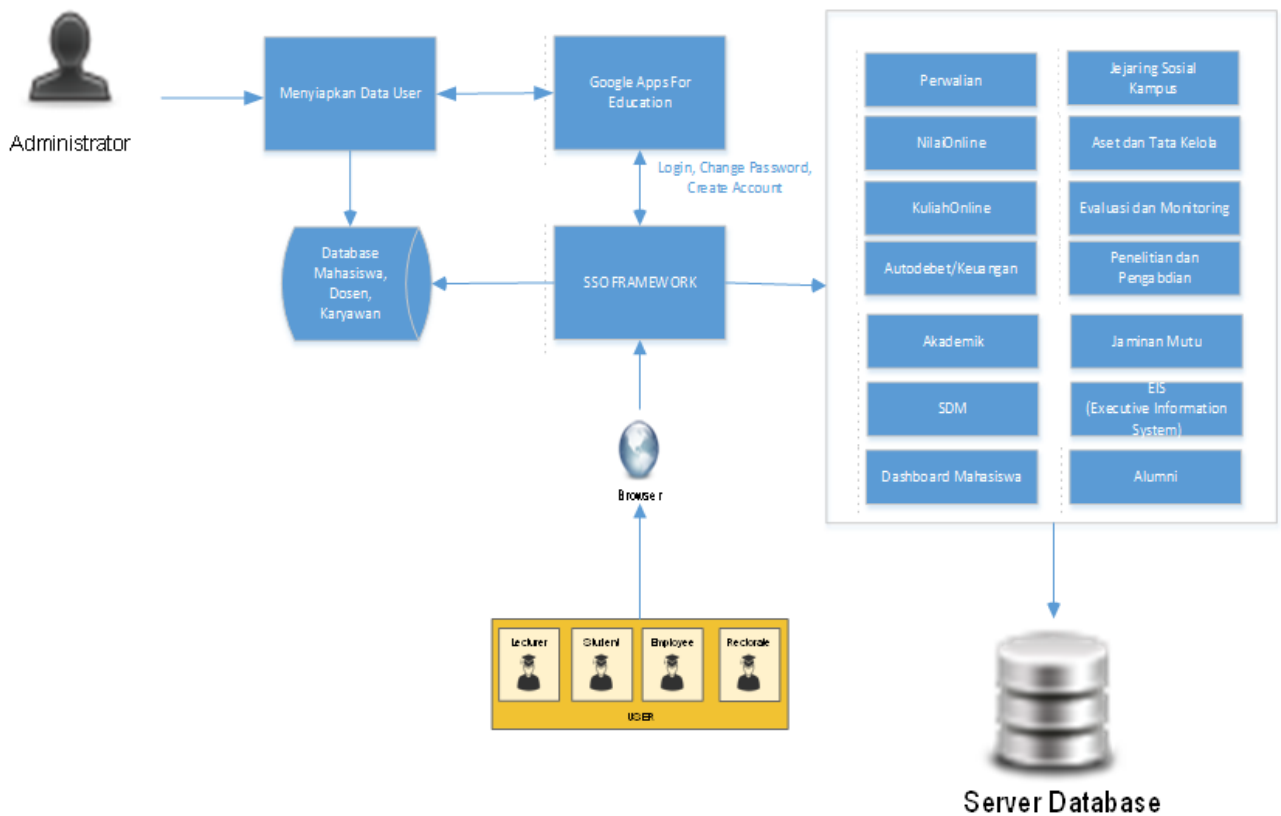 Administrator
Menyiapkan Data User
Google Apps For
Education
Login, Change Password,
Create Account
Database
Mahasiswa,
Dosen,
Karyawan
SSO FRAMEWORK
Browser
Lecturer
Student
Employee
Rectorate
USER
Perwalian
Jejaring Sosial
Kampus
NilaiOnline
Aset dan Tata Kelola
KuliahOnline
Evaluasi dan Monitoring
Autodebet/Keuangan
Penelitian dan
Pengabdian
Akademik
Jaminan Mutu
SDM
EIS
(Executive Information
System)
Dashboard Mahasiswa
Alumni
Server Database